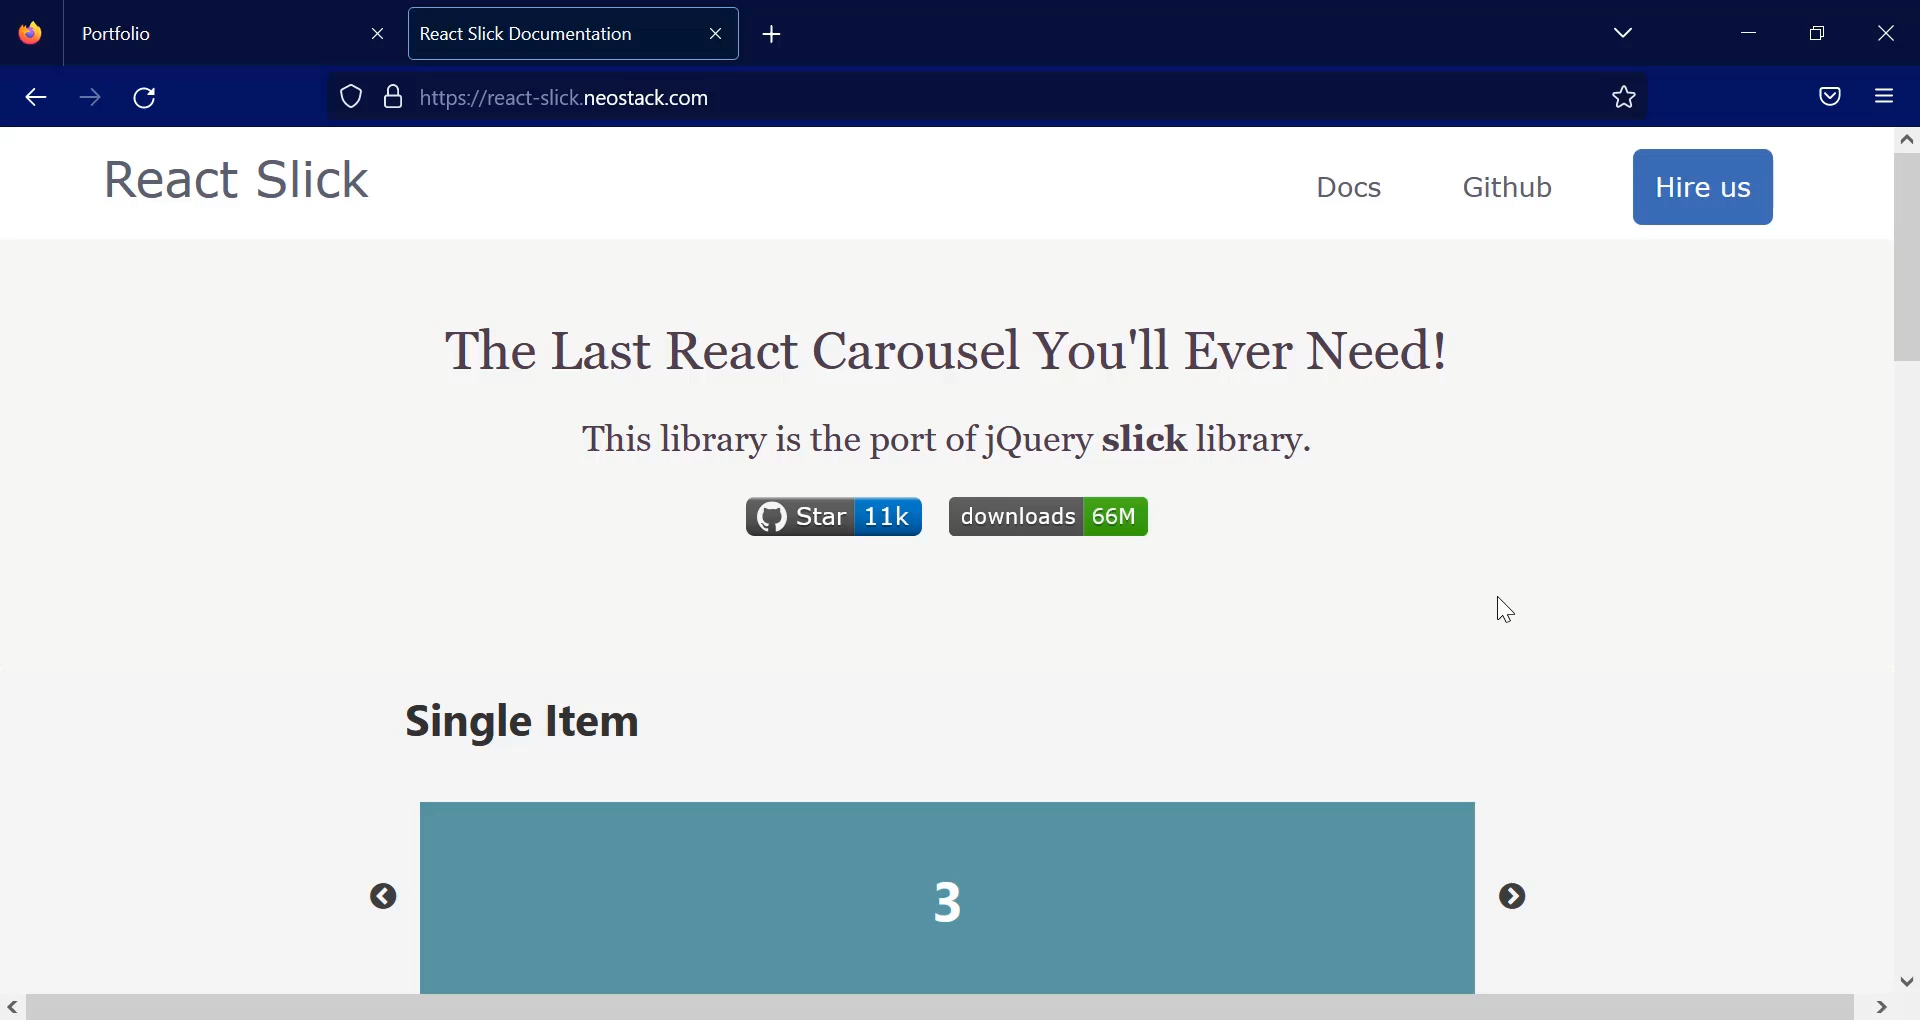 Portfolio
React Slick Documentation
https://react-slick.neostack.com
React Slick
Docs
Github
Hire us
The Last React Carousel You'll Ever Need!
This library is the port of jQuery slick library.
Star 11k
downloads 66M
Single Item
3